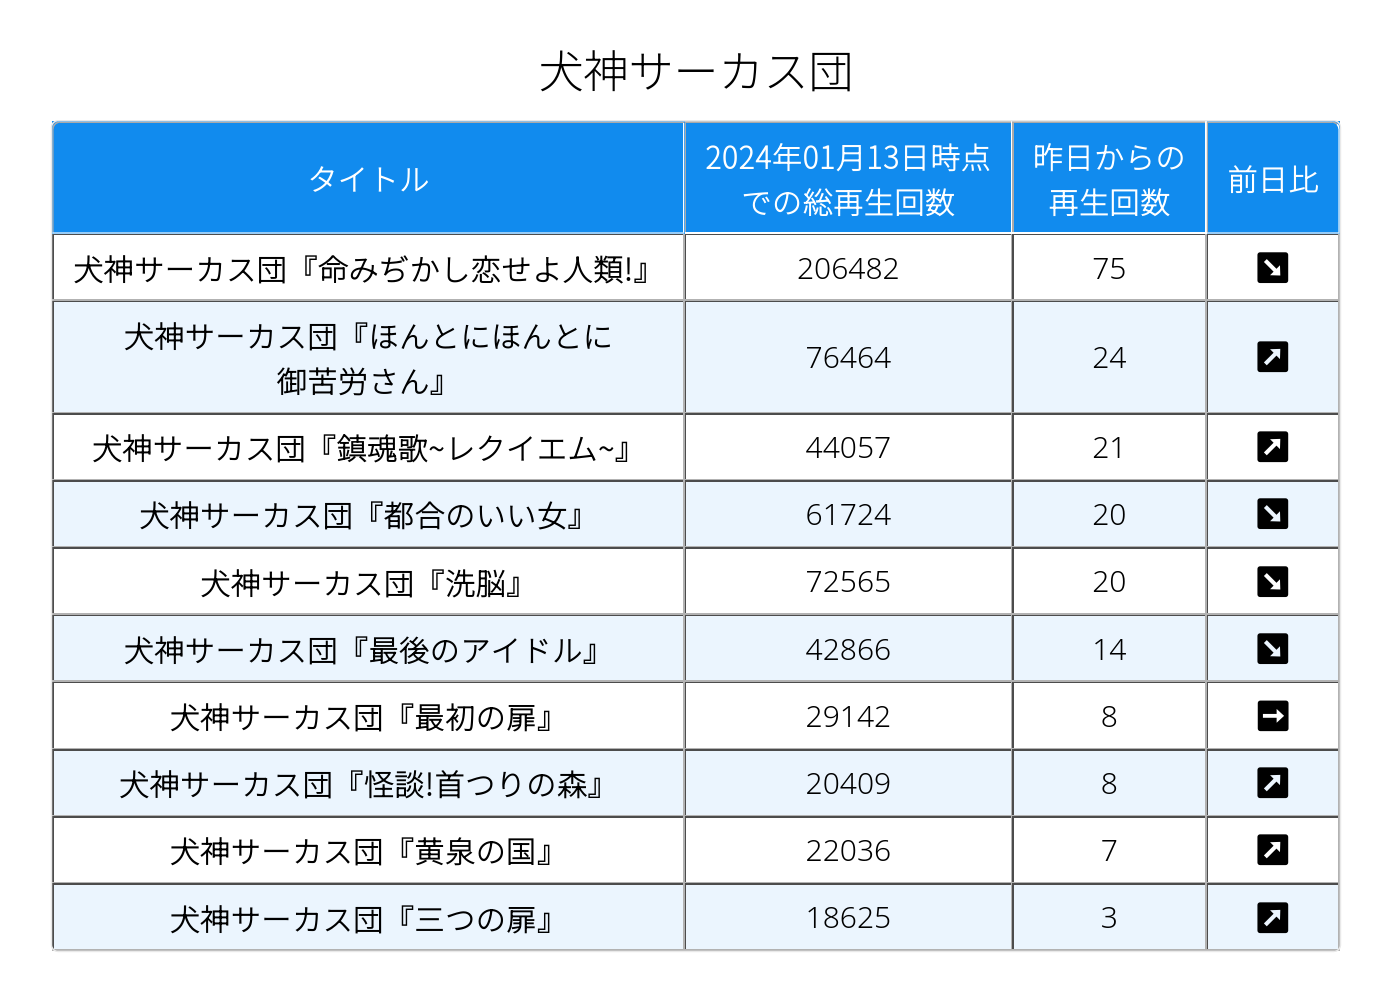 犬神サーカス団
タイトル
2024年01月13日時点
での総再生回数
昨日からの
再生回数
前日比
犬神サーカス団『命みぢかし恋せよ人類!』
206482
75
犬神サーカス団『ほんとにほんとに
御苦労さん』
76464
24
犬神サーカス団『鎮魂歌~レクイエム~』
44057
21
犬神サーカス団『都合のいい女』
61724
20
犬神サーカス団『洗脳』
72565
20
犬神サーカス団『最後のアイドル』
42866
14
犬神サーカス団『最初の扉』
29142
8
犬神サーカス団『怪談!首つりの森』
20409
8
犬神サーカス団『黄泉の国』
22036
7
犬神サーカス団『三つの扉』
18625
3